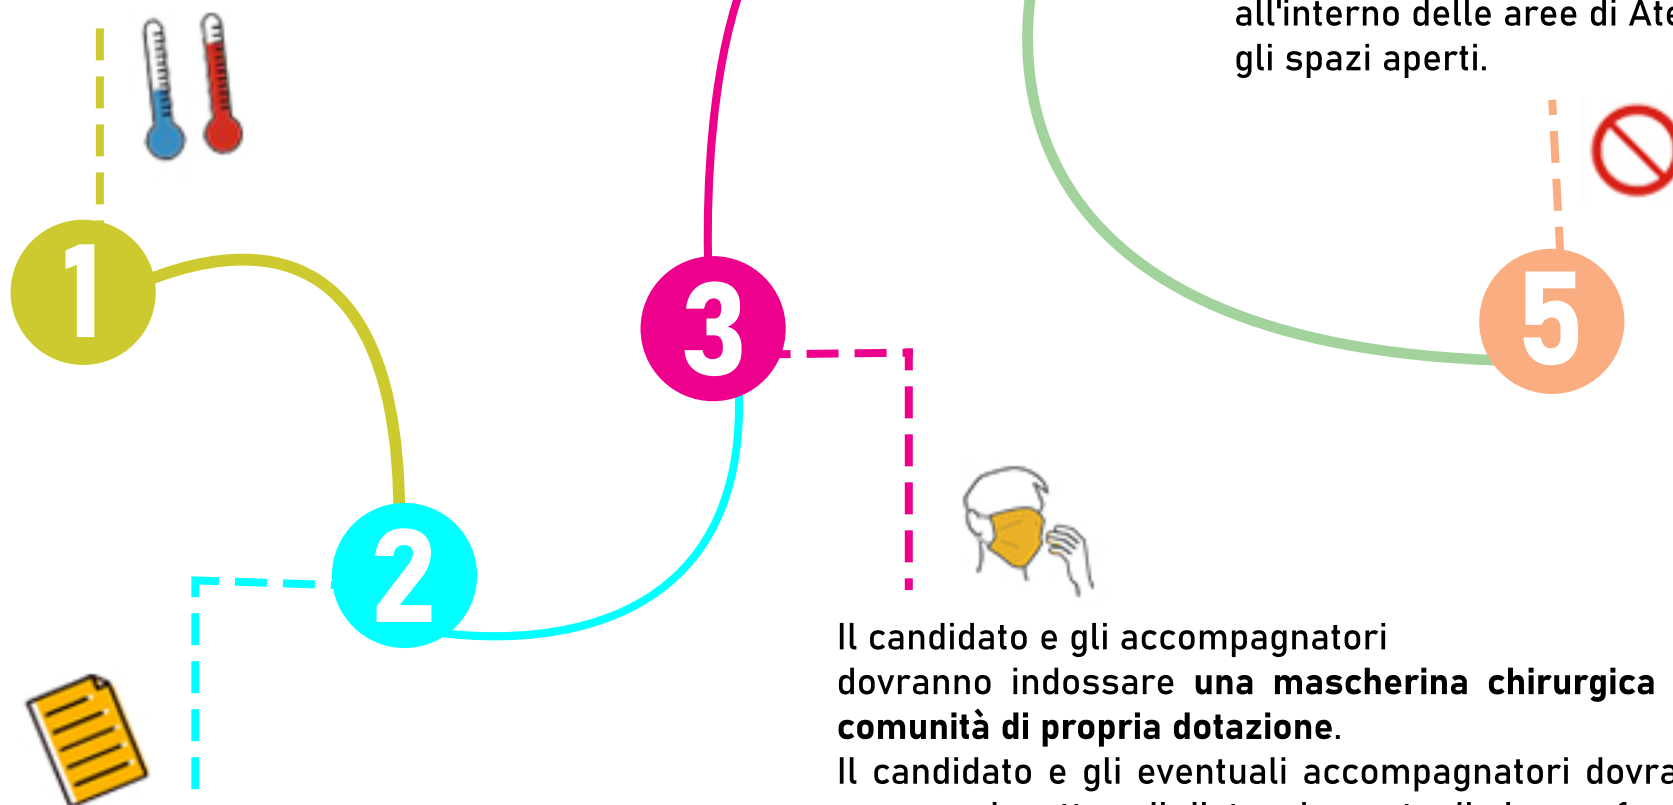 all'interno delle aree di
gli spazi aperti.
1
3
5
2
Il candidato e gli accompagnatori
dovranno indossare una mascherina chirurgica
comunità di propria dotazione.
Il candidato e gli eventuali accompagnatori